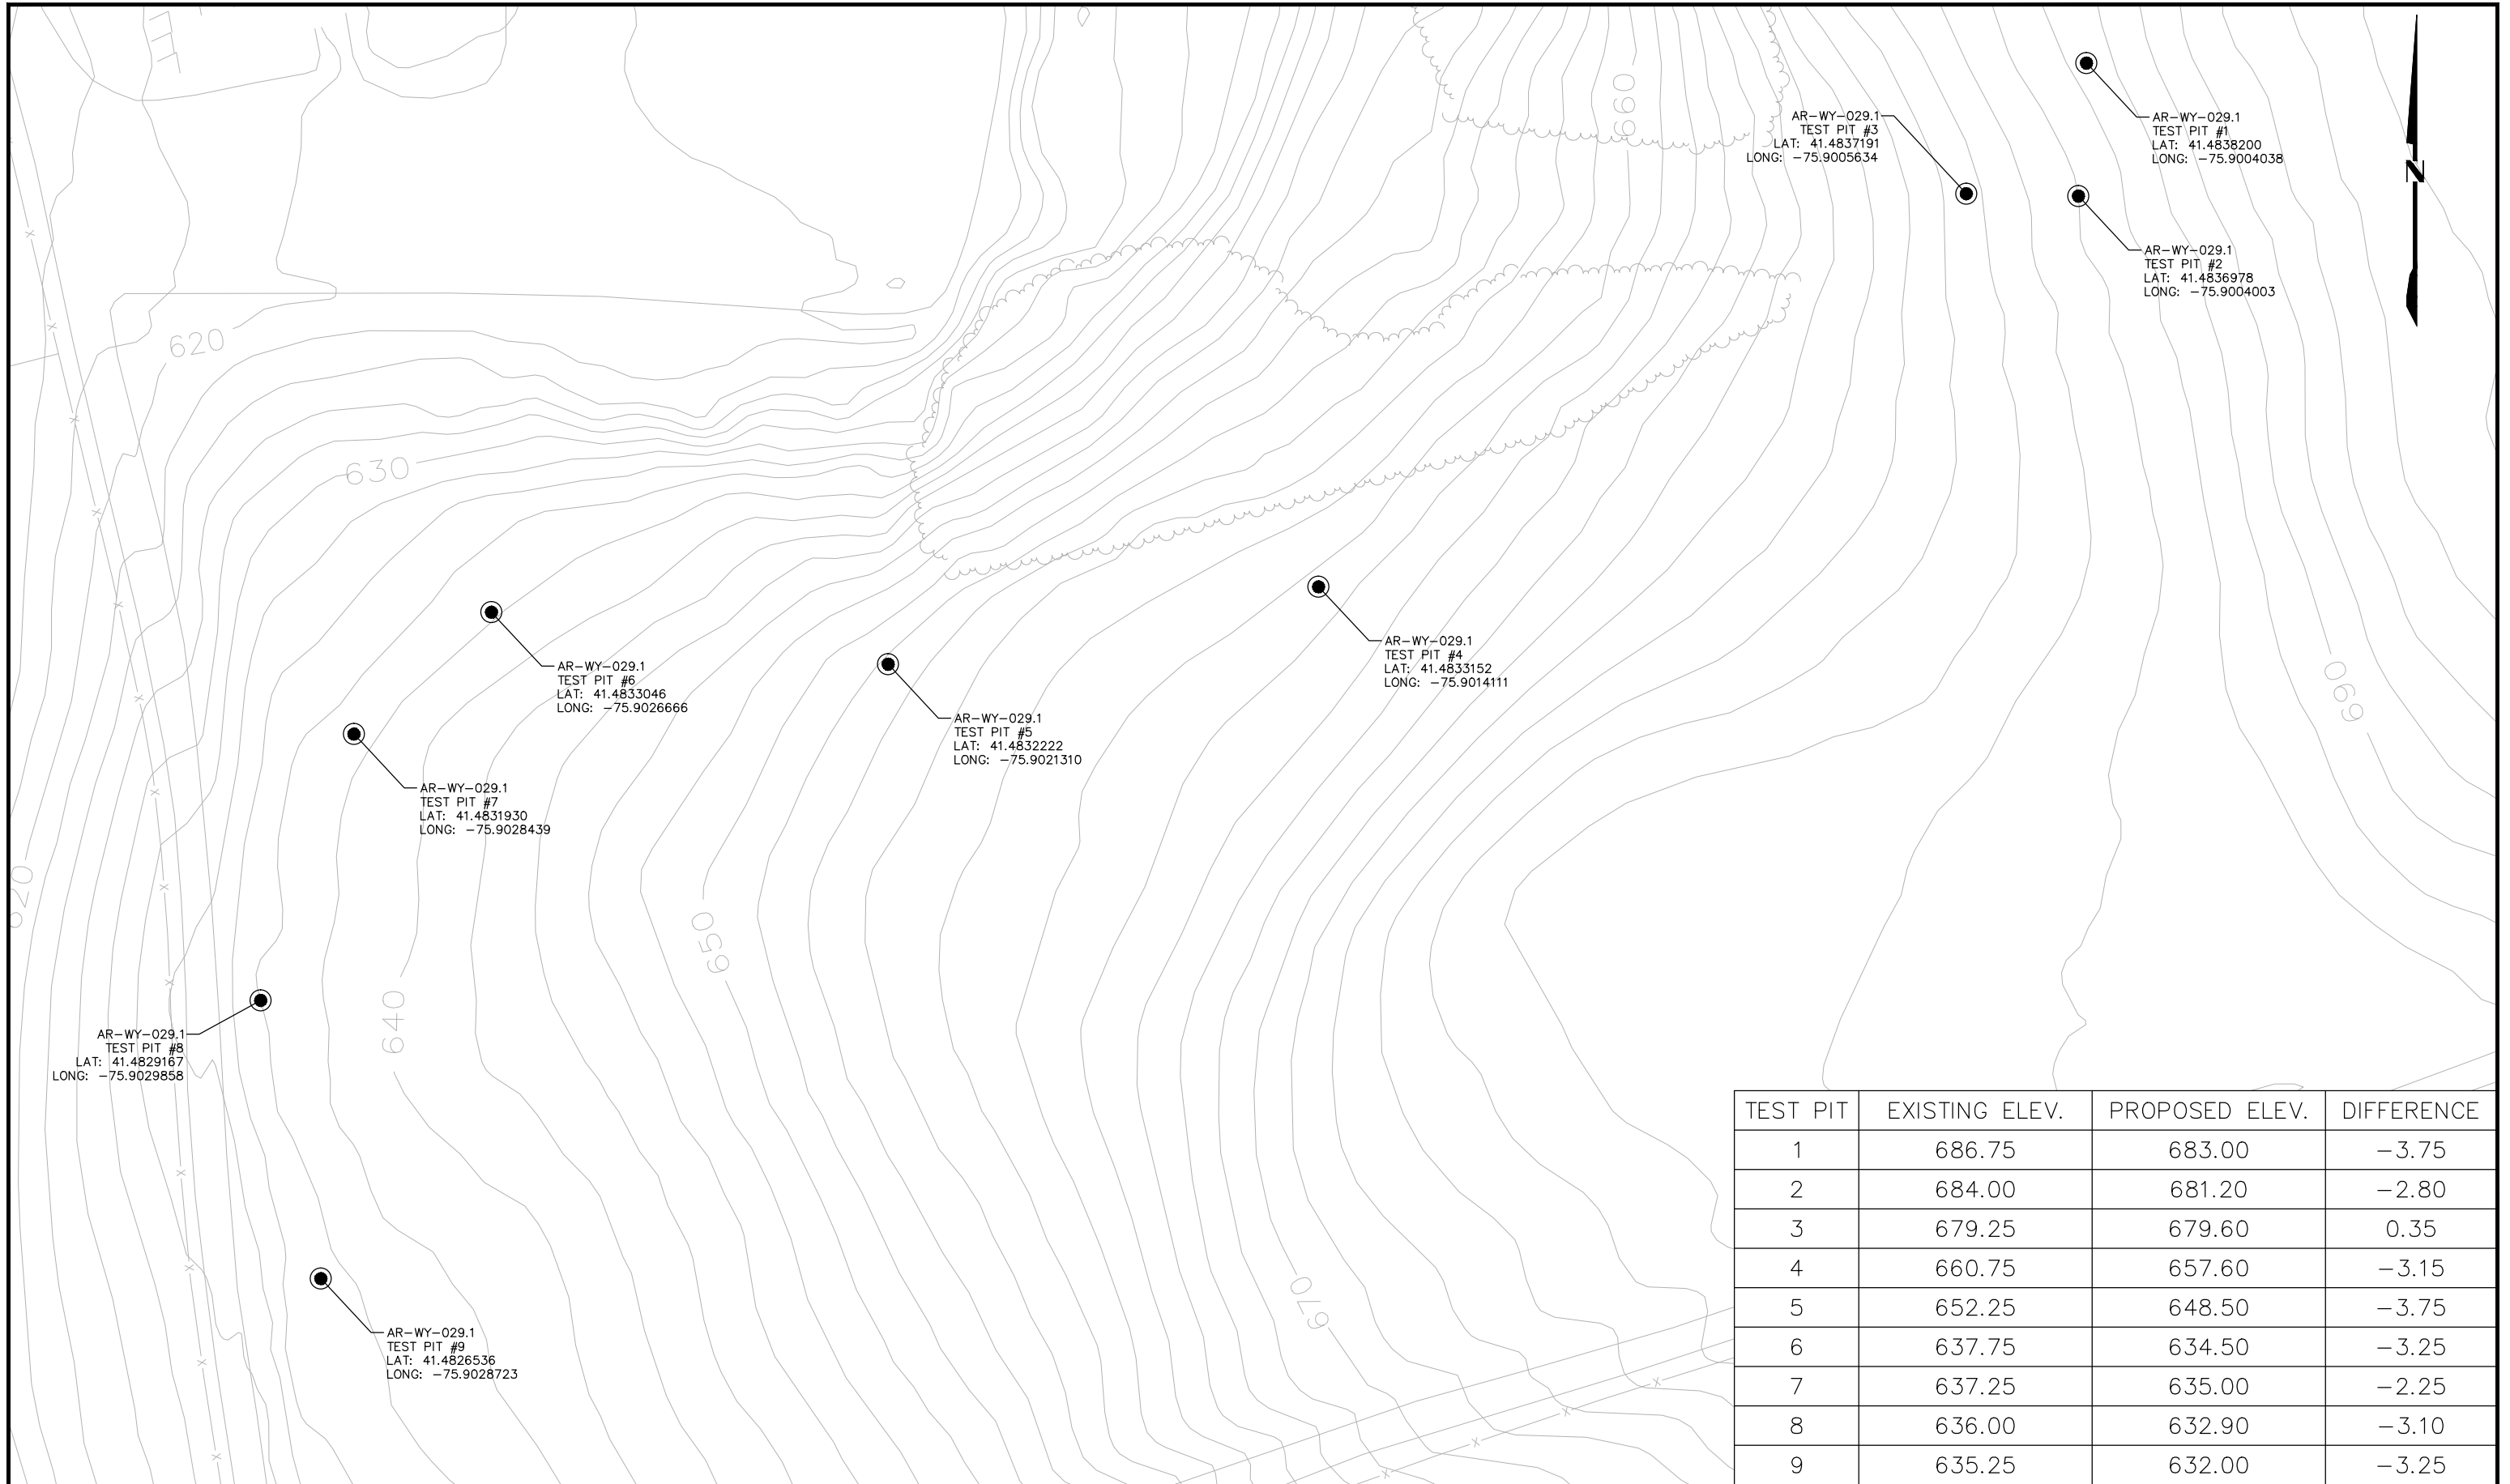 660
AR-WY-029.1
TEST PIT #1
LAT: 41.4838200
LONG: -75.9004038
AR-WY-029.1
TEST PIT #3
LAT: 41.4837191
LONG: -75.9005634
N
AR-WY-029.1
TEST PIT #2
LAT: 41.4836978
LONG: -75.9004003
620
630
AR-WY-029.1
TEST PIT #4
LAT: 41.4833152
LONG: -75.9014111
AR-WY-029.1
TEST PIT #6
LAT: 41.4833046
LONG: -75.9026666
690
AR-WY-029.1
TEST PIT #5
LAT: 41.4832222
LONG: -75.9021310
AR-WY-029.1
TEST PIT #7
LAT: 41.4831930
LONG: -75.9028439
620
650
640
AR-WY-029.1
TEST PIT #8
LAT: 41.4829167
LONG: -75.9029858
670
AR-WY-029.1
TEST PIT #9
LAT: 41.4826536
LONG: -75.9028723
TEST PIT EXISTING ELEV. PROPOSED ELEV. DIFFERENCE
1 686.75 683.00 -3.75
2 684.00 681.20 -2.80
3 679.25 679.60 0.35
4 660.75 657.60 -3.15
5 652.25 648.50 -3.75
6 637.75 634.50 -3.25
7 637.25 635.00 -2.25
8 636.00 632.90 -3.10
9 635.25 632.00 -3.25